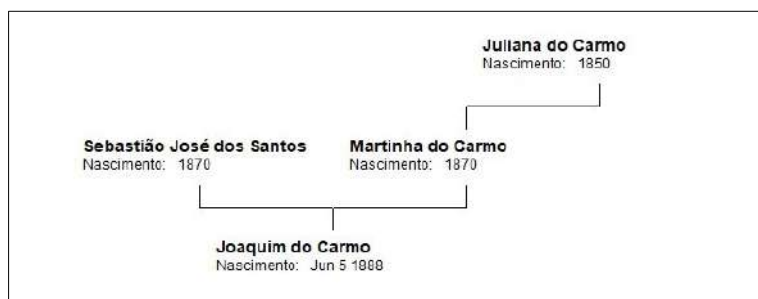 Juliana do Carmo
Nascimento: 1850
Sebastião José dos Santos
Nascimento: 1870
Martinha do Carmo
Nascimento: 1870
Joaquim do Carmo
Nascimento: Jun 5 1888